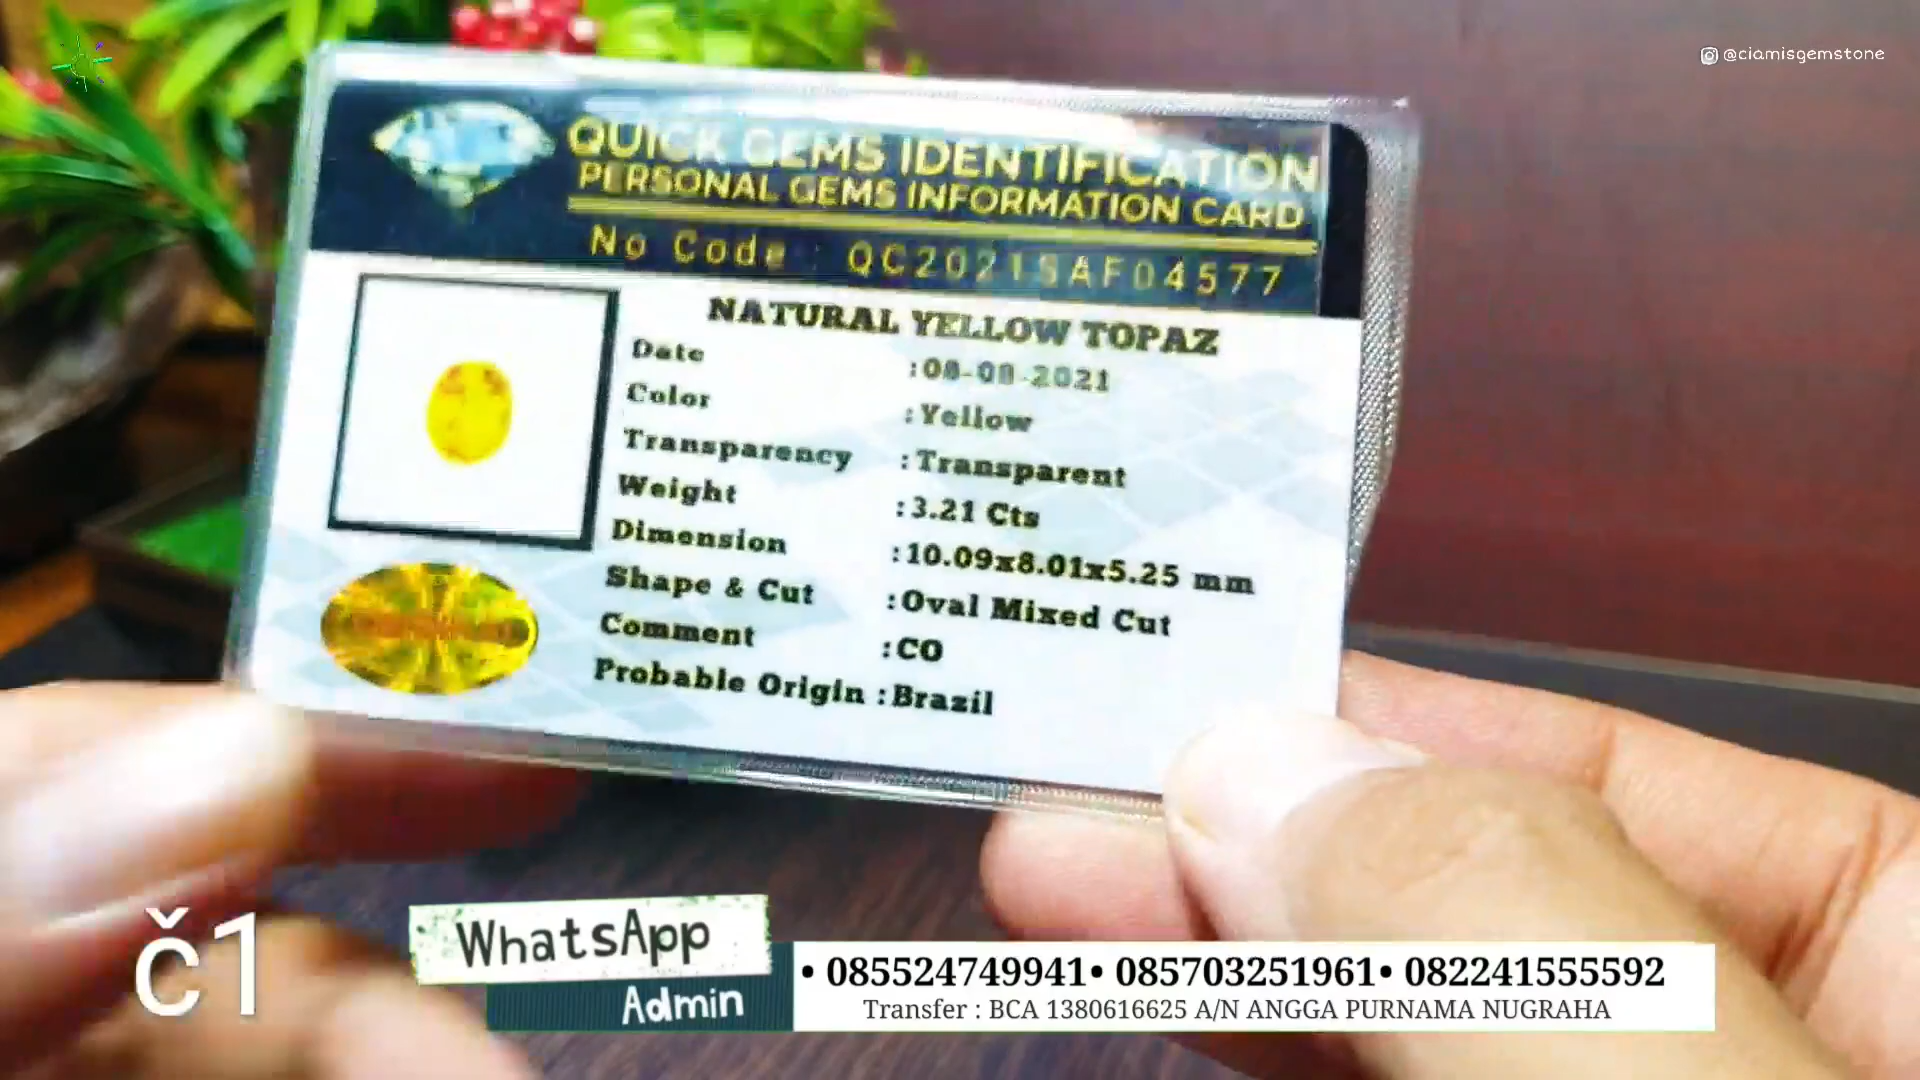 @ciamisgemstone
QUICK GEMS IDENTIFICATION
PERSONAL GEMS INFORMATION CARD
No Code : QC2021SAF04577
NATURAL YELLOW TOPAZ
Date :08-08-2021
Color :Yellow
Transparency :Transparent
Weight :3.21 Cts
Dimension :10.09x8.01x5.25 mm
Shape & Cut :Oval Mixed Cut
Comment :CO
Probable Origin :Brazil
č1
WhatsApp
Admin
• 085524749941• 085703251961• 082241555592
Transfer : BCA 1380616625 A/N ANGGA PURNAMA NUGRAHA